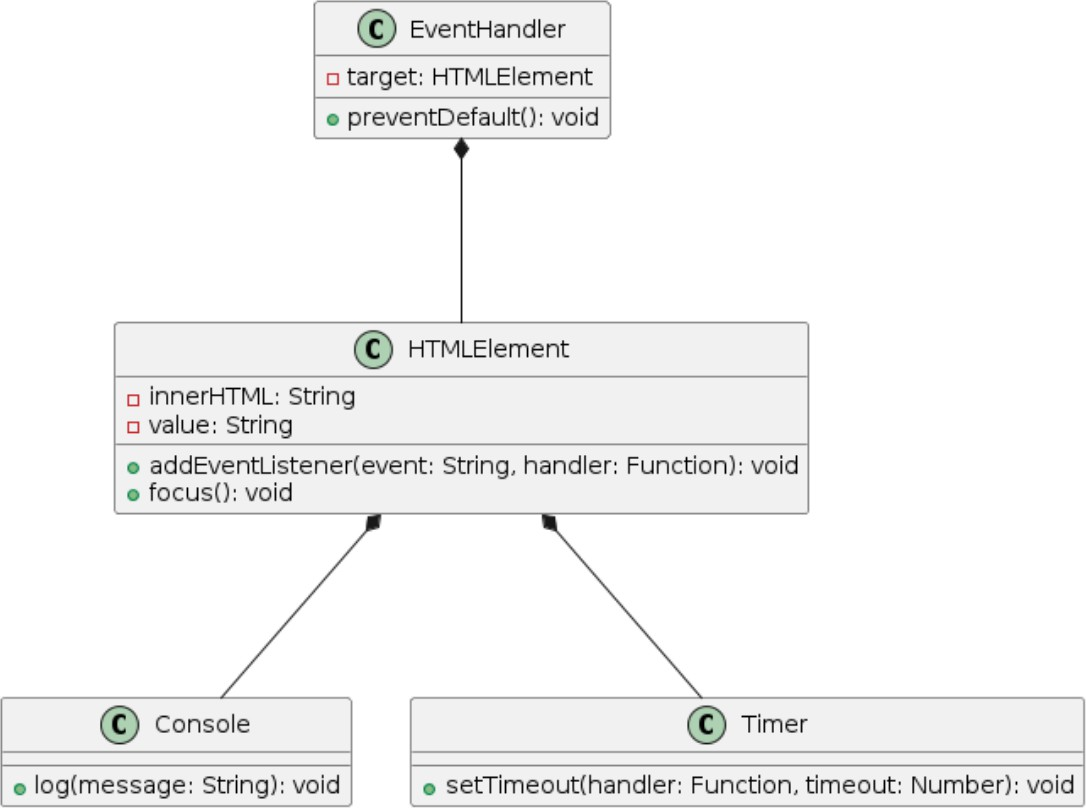 C EventHandler
target: HTMLElement
preventDefault(): void
C HTMLElement
innerHTML: String
value: String
addEventListener(event: String, handler: Function): void
focus(): void
C Console
log(message: String): void
C Timer
setTimeout(handler: Function, timeout: Number): void